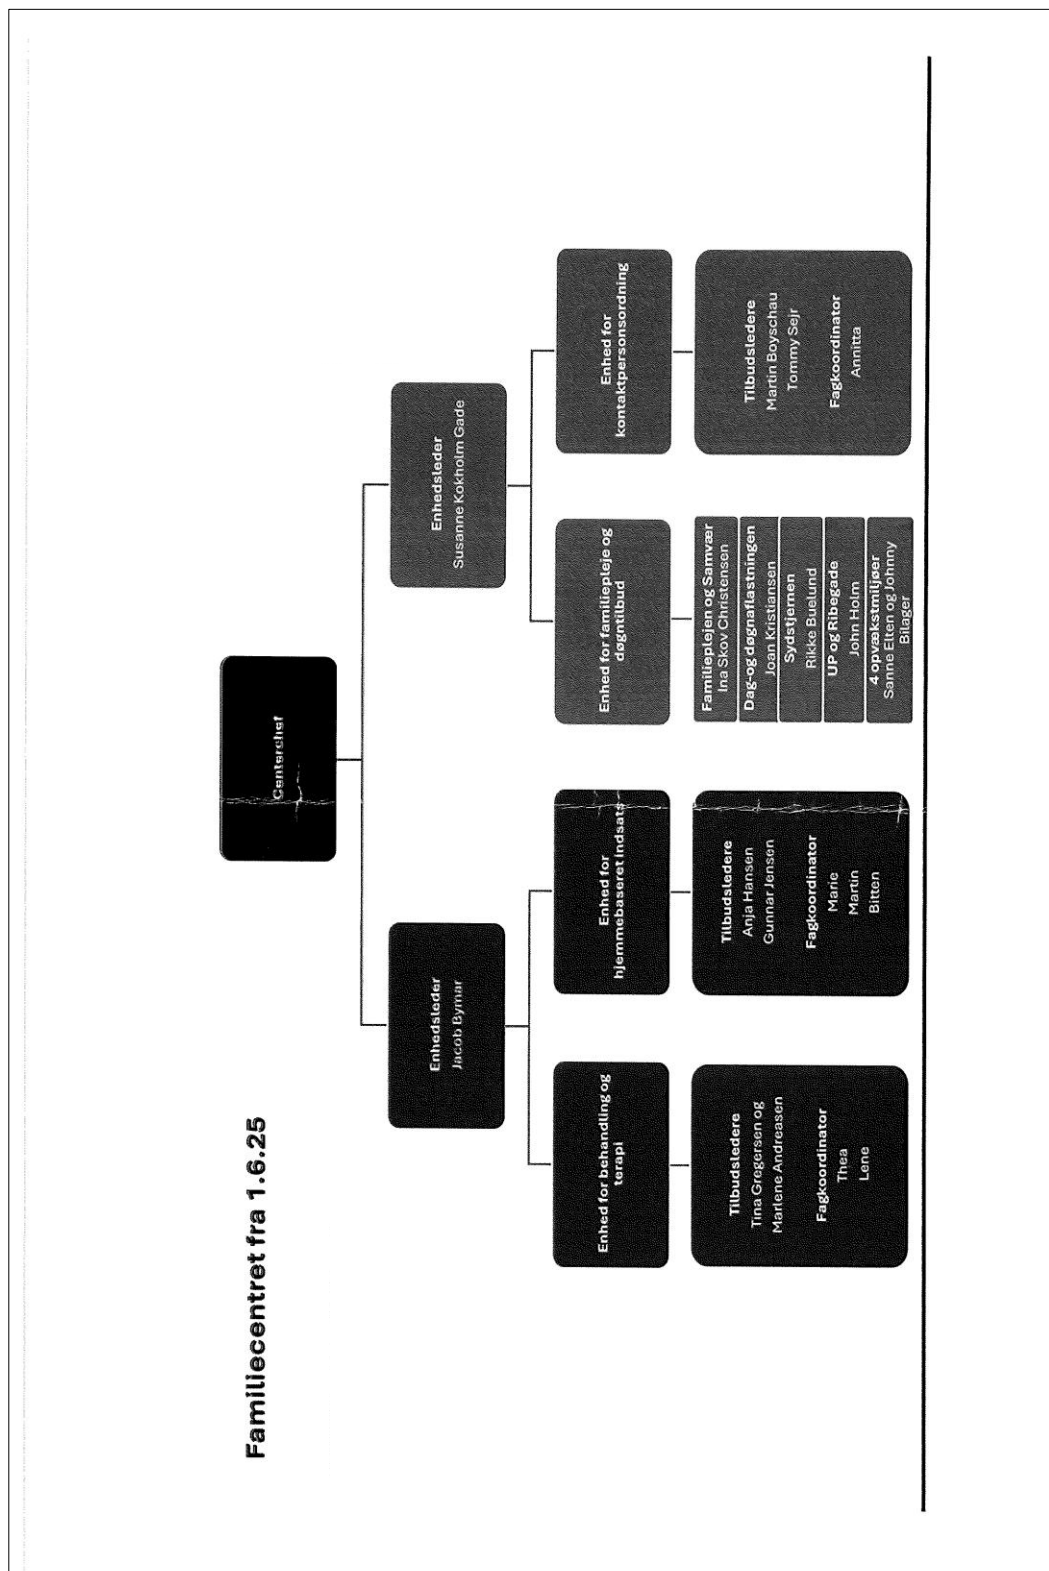 Familiecentret fra 1.6.25
Centerchef
Enhedsleder
Jacob Bymar
Enhedsleder
Susanne Kokholm Gade
Enhed for behandling og
terapi
Enhed for
hjemmebaseret indsats
Enhed for familiepleje og
døgntilbud
Enhed for
kontaktpersonsordning
Tilbudsledere
Tina Gregersen og
Marlene Andreasen
Fagkoordinator
Thea
Lene
Tilbudsledere
Anja Hansen
Gunnar Jensen
Fagkoordinator
Marie
Martin
Bitten
Familieplejen og Samvær
Ina Skov Christensen
Dag-og døgnaflastningen
Joan Kristiansen
Sydstjernen
Rikke Buelund
UP og Ribegade
John Holm
4 opvækstmiljøer
Sanne Elten og Johnny
Bilager
Tilbudsledere
Martin Boyschau
Tommy Sejr
Fagkoordinator
Annitta